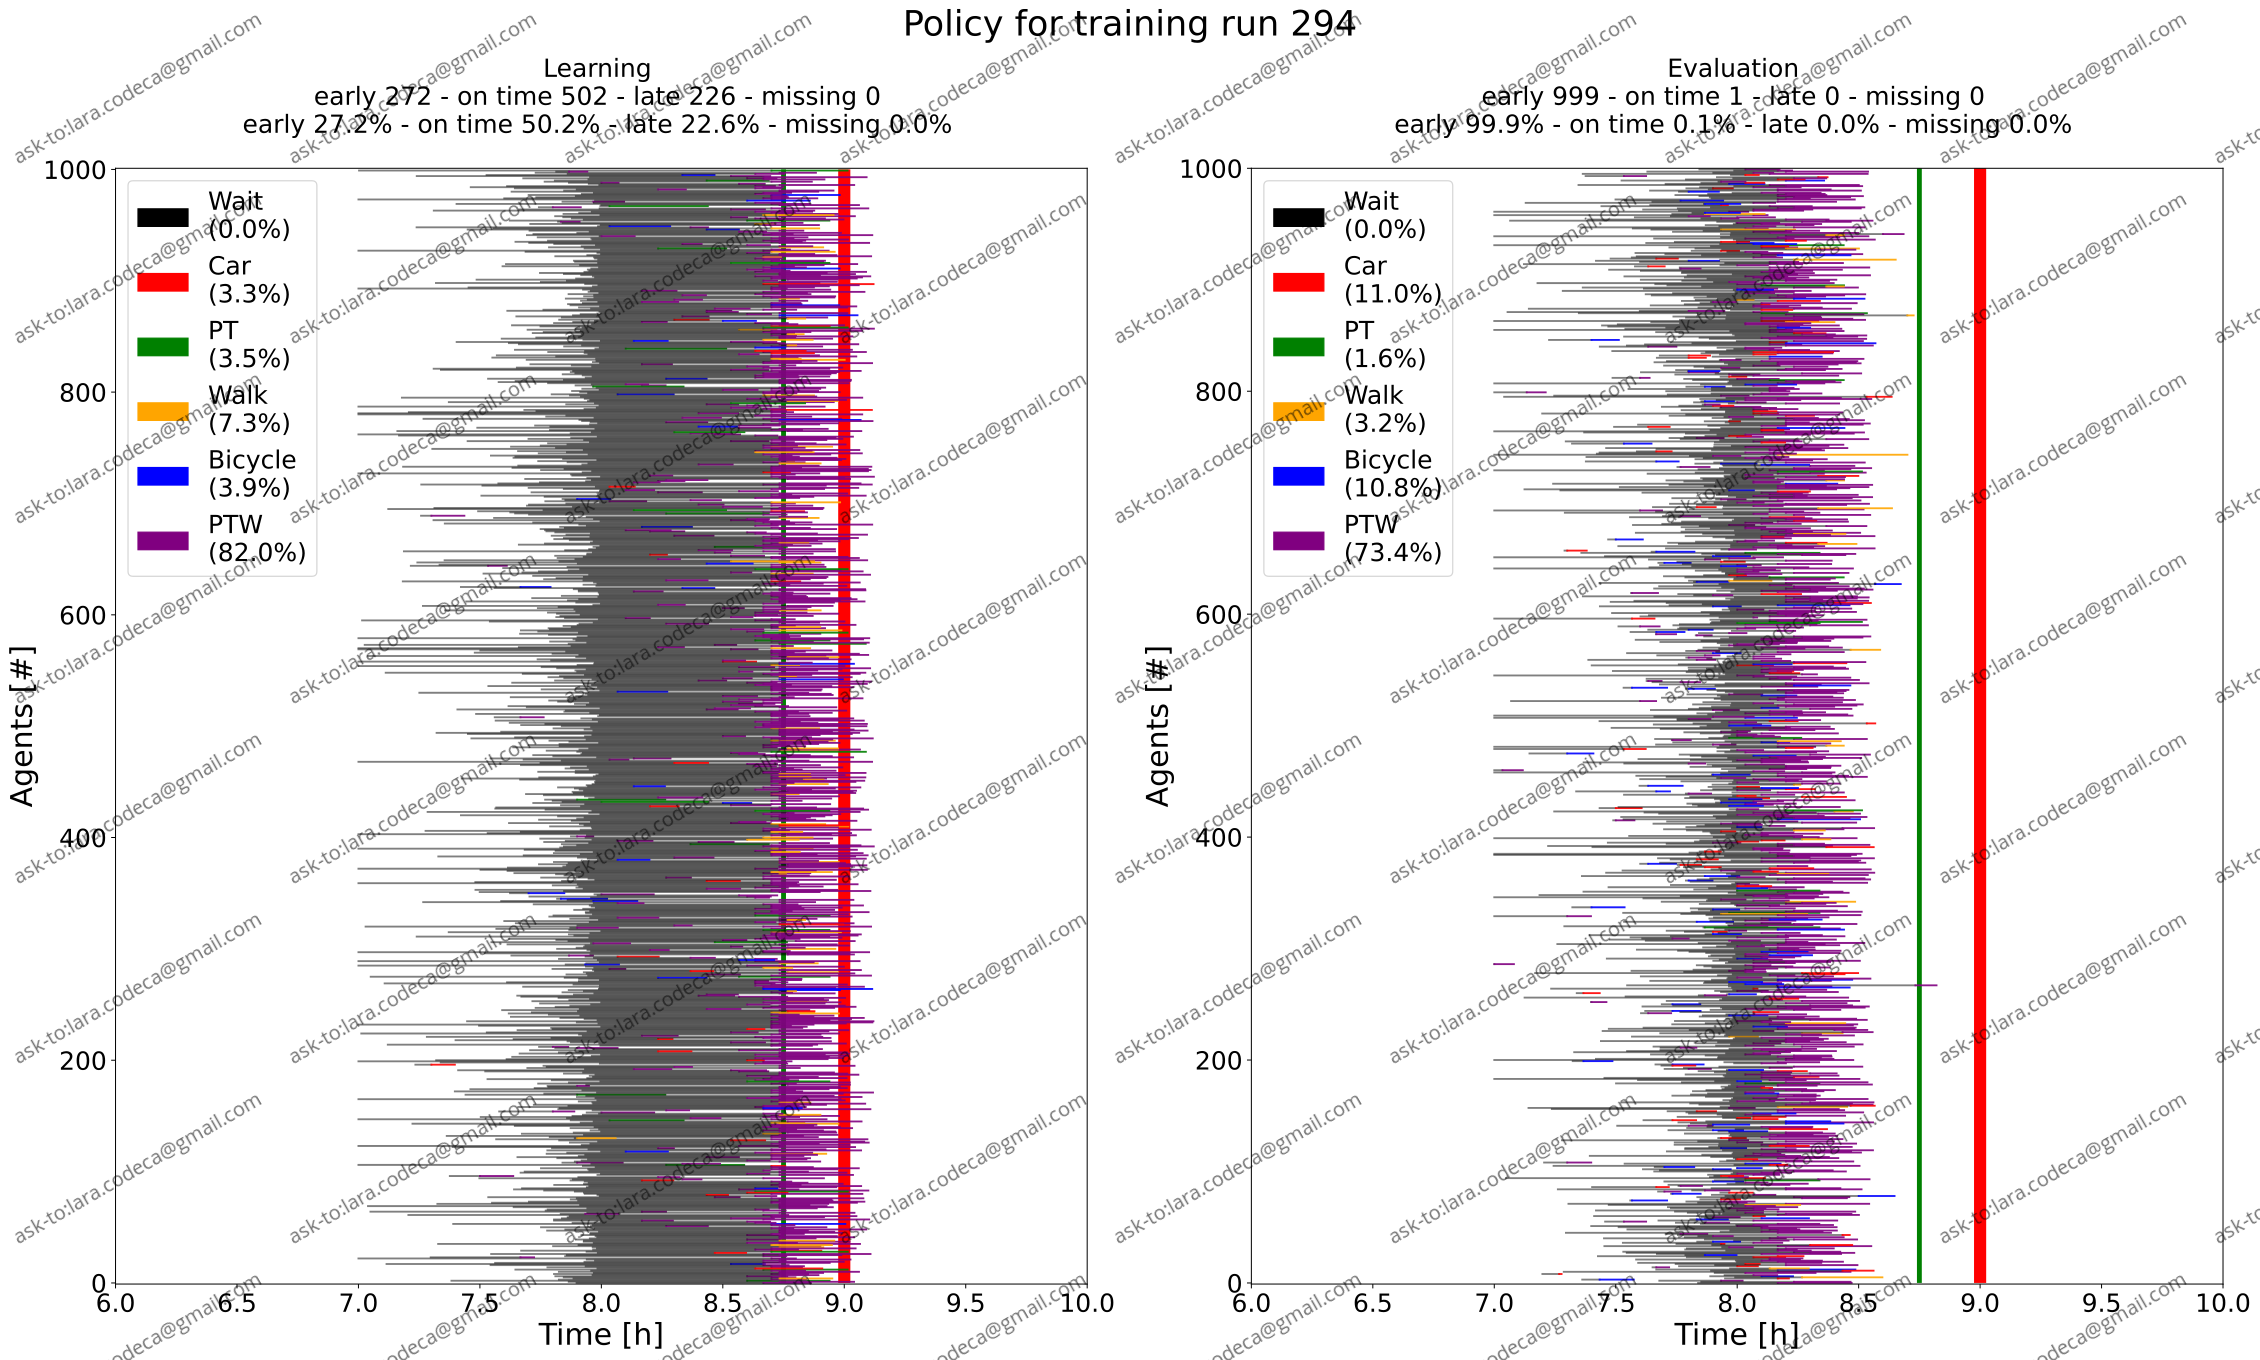 Policy for training run 294
Learning
early 272 - on time 502 - late 226 - missing 0
early 27.2% - on time 50.2% - late 22.6% - missing 0.0%
1000
800
600
400
200
0
Agents [#]
Wait
(0.0%)
Car
(3.3%)
PT
(3.5%)
Walk
(7.3%)
Bicycle
(3.9%)
PTW
(82.0%)
6.0 6.5 7.0 7.5 8.0 8.5 9.0 9.5 10.0
Time [h]
Evaluation
early 999 - on time 1 - late 0 - missing 0
early 99.9% - on time 0.1% - late 0.0% - missing 0.0%
1000
800
600
400
200
0
Agents [#]
Wait
(0.0%)
Car
(11.0%)
PT
(1.6%)
Walk
(3.2%)
Bicycle
(10.8%)
PTW
(73.4%)
6.0 6.5 7.0 7.5 8.0 8.5 9.0 9.5 10.0
Time [h]
ask-to:lara.codeca@gmail.com